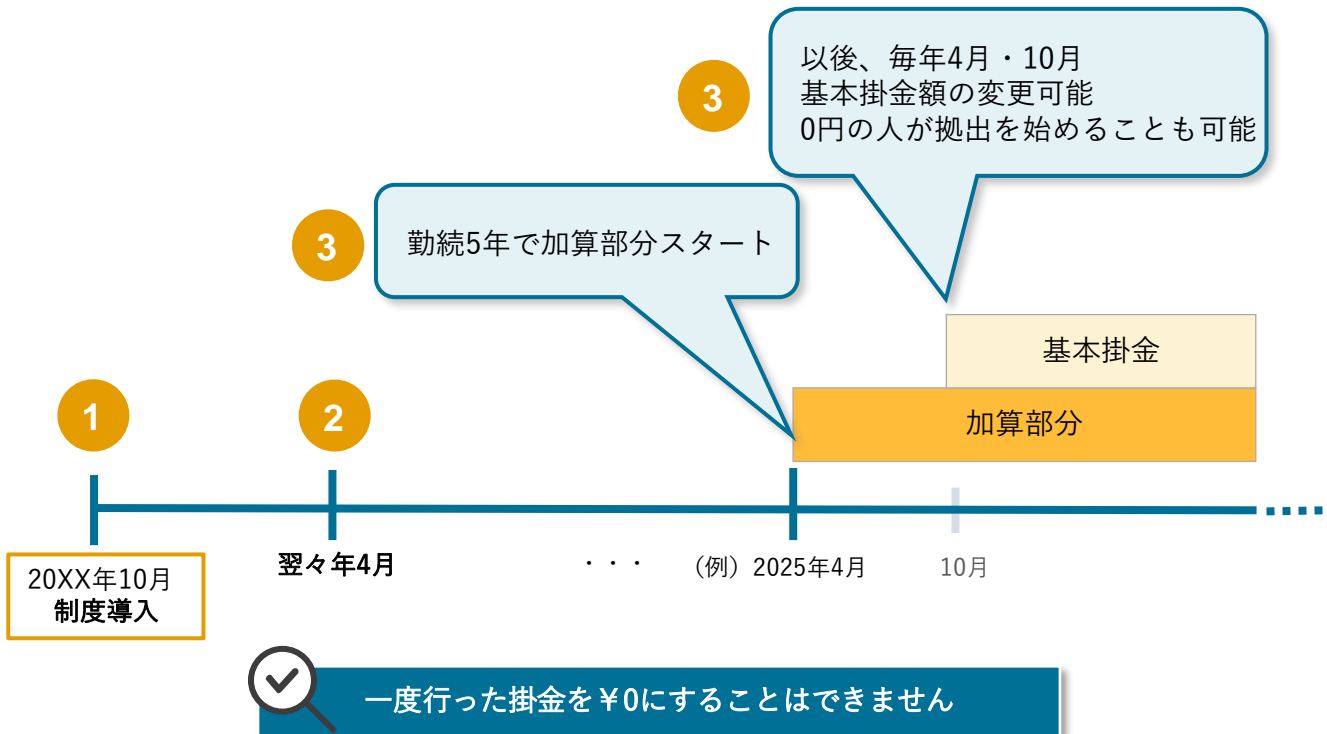 3
以後、毎年4月・10月
基本掛金額の変更可能
0円の人が拠出を始めることも可能
3
勤続5年で加算部分スタート
基本掛金
加算部分
1
2
20XX年10月
制度導入
翌々年4月
・・・
（例）2025年4月
10月
一度行った掛金を￥0にすることはできません